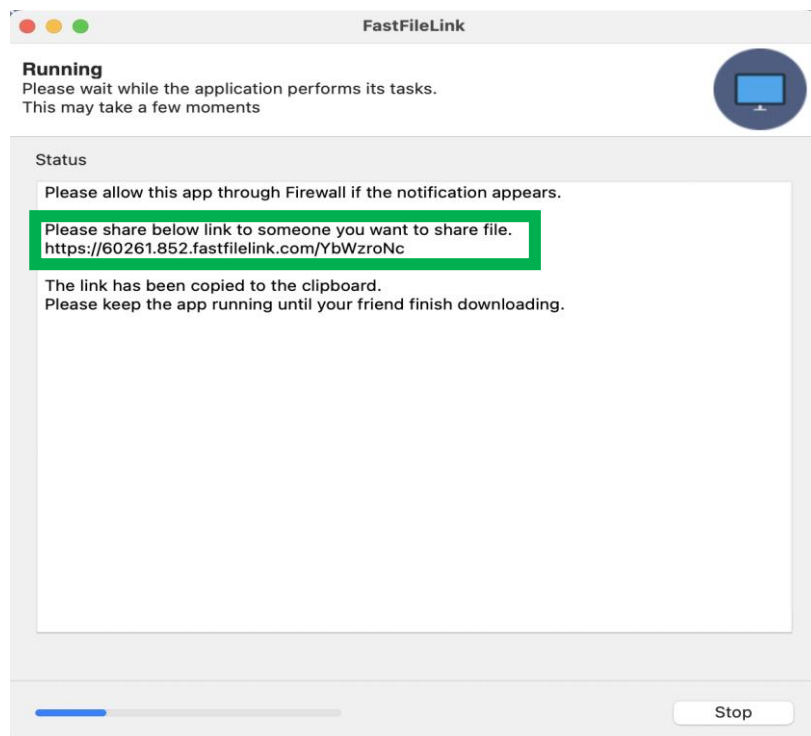 FastFileLink
Running
Please wait while the application performs its tasks.
This may take a few moments
Status
Please allow this app through Firewall if the notification appears.
Please share below link to someone you want to share file.
https://60261.852.fastfilelink.com/YbWzroNc
The link has been copied to the clipboard.
Please keep the app running until your friend finish downloading.
Stop